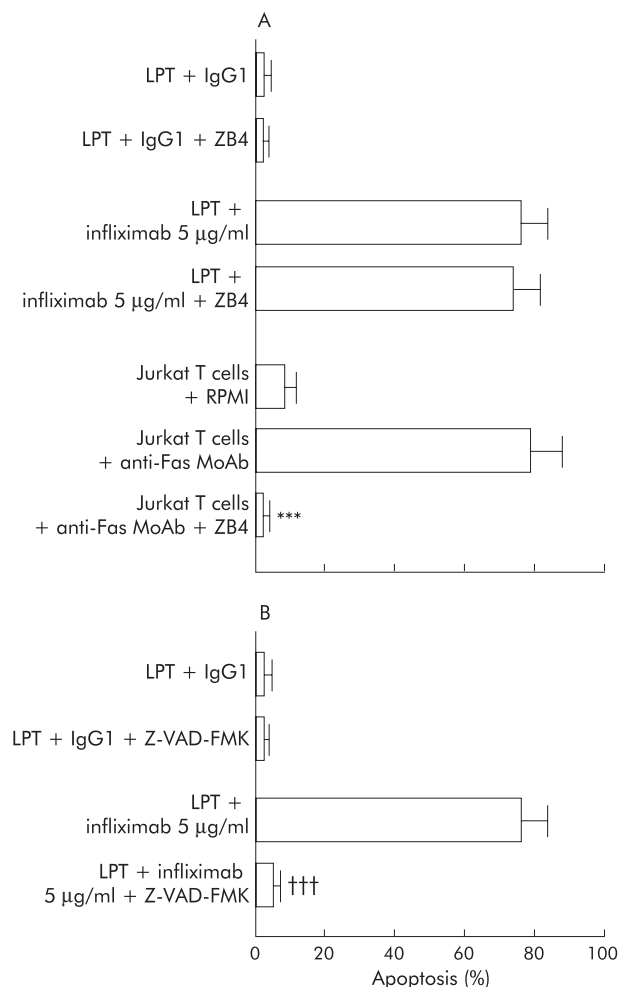 A
LPT + IgG1
LPT + IgG1 + ZB4
LPT +
infliximab 5 μg/ml
LPT +
infliximab 5 μg/ml + ZB4
Jurkat T cells
+ RPMI
Jurkat T cells
+ anti-Fas MoAb
Jurkat T cells
+ anti-Fas MoAb + ZB4
***
B
LPT + IgG1
LPT + IgG1 + Z-VAD-FMK
LPT +
infliximab 5 μg/ml
LPT + infliximab
5 μg/ml + Z-VAD-FMK
†††
0 20 40 60 80 100
Apoptosis (%)